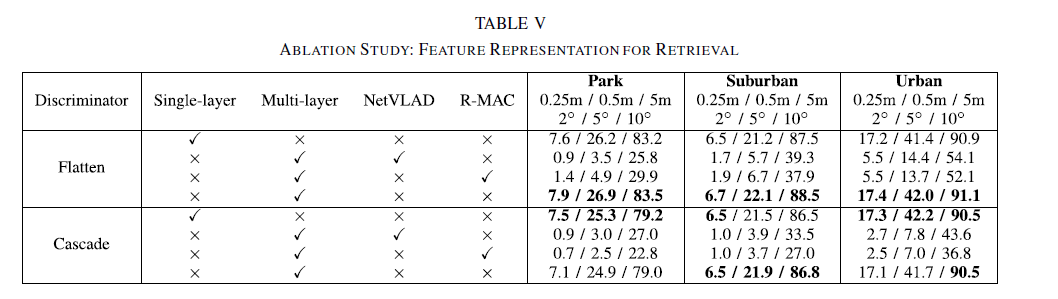 TABLE V
ABLATION STUDY: FEATURE REPRESENTATION FOR RETRIEVAL
Discriminator Single-layer Multi-layer NetVLAD R-MAC Park Suburban Urban
0.25m / 0.5m / 5m 0.25m / 0.5m / 5m 0.25m / 0.5m / 5m
2° / 5° / 10° 2° / 5° / 10° 2° / 5° / 10°
Flatten
✓ × × × 7.6 / 26.2 / 83.2 6.5 / 21.2 / 87.5 17.2 / 41.4 / 90.9
× ✓ ✓ × 0.9 / 3.5 / 25.8 1.7 / 5.7 / 39.3 5.5 / 14.4 / 54.1
× ✓ × ✓ 1.4 / 4.9 / 29.9 1.9 / 6.7 / 37.9 5.5 / 13.7 / 52.1
× ✓ × × 7.9 / 26.9 / 83.5 6.7 / 22.1 / 88.5 17.4 / 42.0 / 91.1
Cascade
✓ × × × 7.5 / 25.3 / 79.2 6.5 / 21.5 / 86.5 17.3 / 42.2 / 90.5
× ✓ ✓ × 0.9 / 3.0 / 27.0 1.0 / 3.9 / 33.5 2.7 / 7.8 / 43.6
× ✓ × ✓ 0.7 / 2.5 / 22.8 1.0 / 3.7 / 27.0 2.5 / 7.0 / 36.8
× ✓ × × 7.1 / 24.9 / 79.0 6.5 / 21.9 / 86.8 17.1 / 41.7 / 90.5